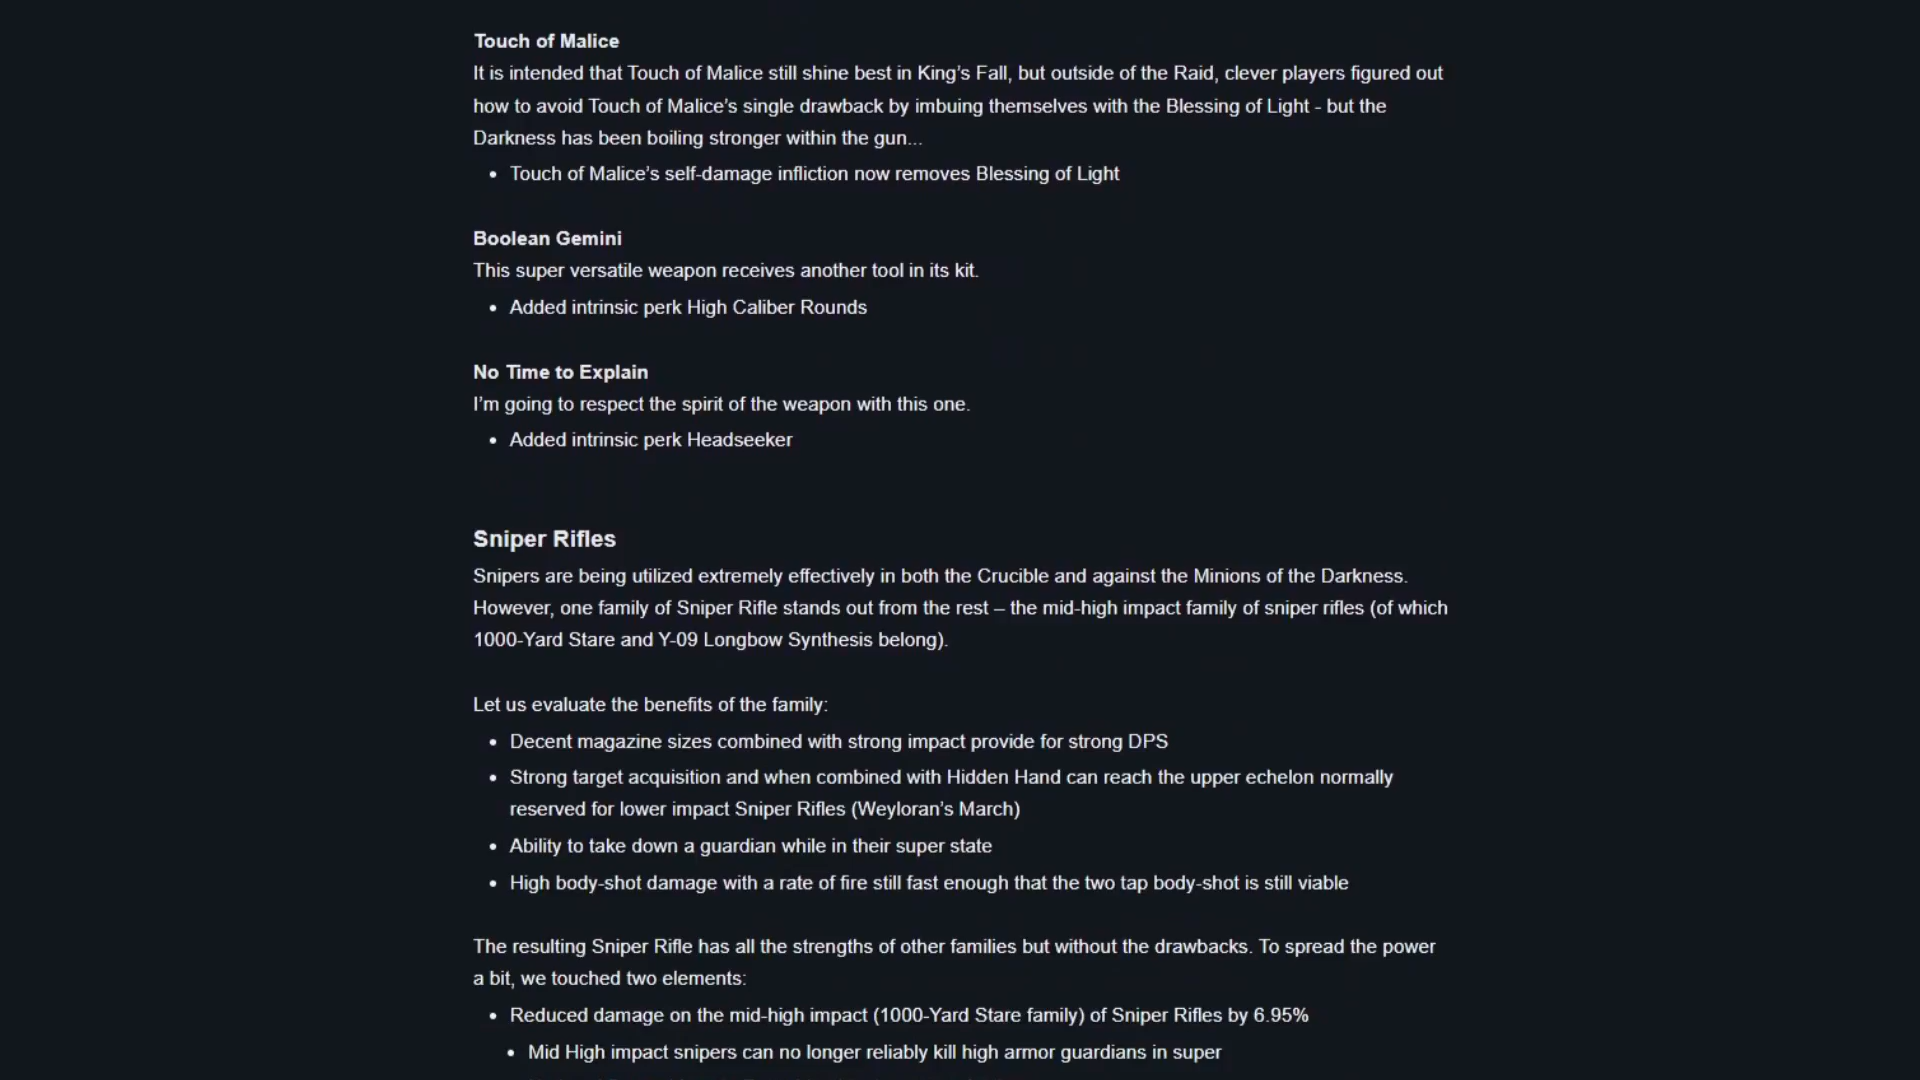 Touch of Malice
It is intended that Touch of Malice still shine best in King’s Fall, but outside of the Raid, clever players figured out
how to avoid Touch of Malice’s single drawback by imbuing themselves with the Blessing of Light - but the
Darkness has been boiling stronger within the gun...
• Touch of Malice’s self-damage infliction now removes Blessing of Light
Boolean Gemini
This super versatile weapon receives another tool in its kit.
• Added intrinsic perk High Caliber Rounds
No Time to Explain
I’m going to respect the spirit of the weapon with this one.
• Added intrinsic perk Headseeker
Sniper Rifles
Snipers are being utilized extremely effectively in both the Crucible and against the Minions of the Darkness.
However, one family of Sniper Rifle stands out from the rest – the mid-high impact family of sniper rifles (of which
1000-Yard Stare and Y-09 Longbow Synthesis belong).
Let us evaluate the benefits of the family:
• Decent magazine sizes combined with strong impact provide for strong DPS
• Strong target acquisition and when combined with Hidden Hand can reach the upper echelon normally
reserved for lower impact Sniper Rifles (Weyloran’s March)
• Ability to take down a guardian while in their super state
• High body-shot damage with a rate of fire still fast enough that the two tap body-shot is still viable
The resulting Sniper Rifle has all the strengths of other families but without the drawbacks. To spread the power
a bit, we touched two elements:
• Reduced damage on the mid-high impact (1000-Yard Stare family) of Sniper Rifles by 6.95%
• Mid High impact snipers can no longer reliably kill high armor guardians in super